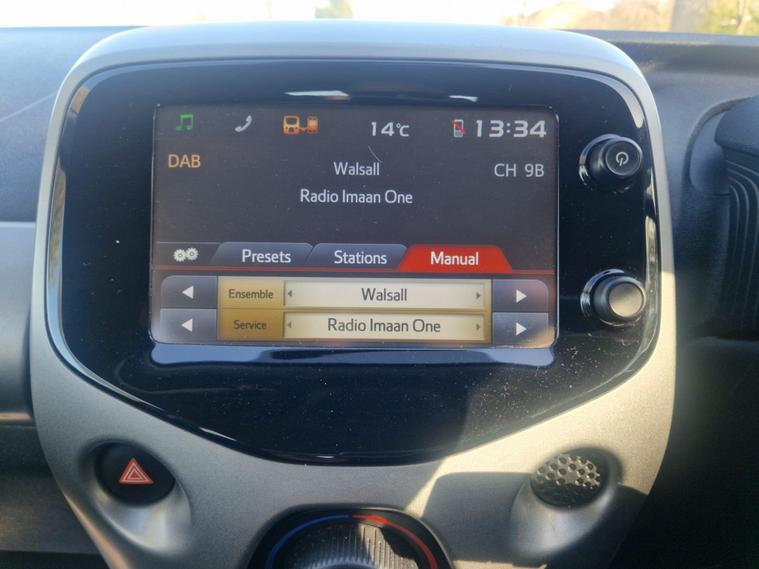 14°C 13:34
DAB Walsall CH 9B
Radio Imaan One
Presets Stations Manual
Ensemble Walsall
Service Radio Imaan One